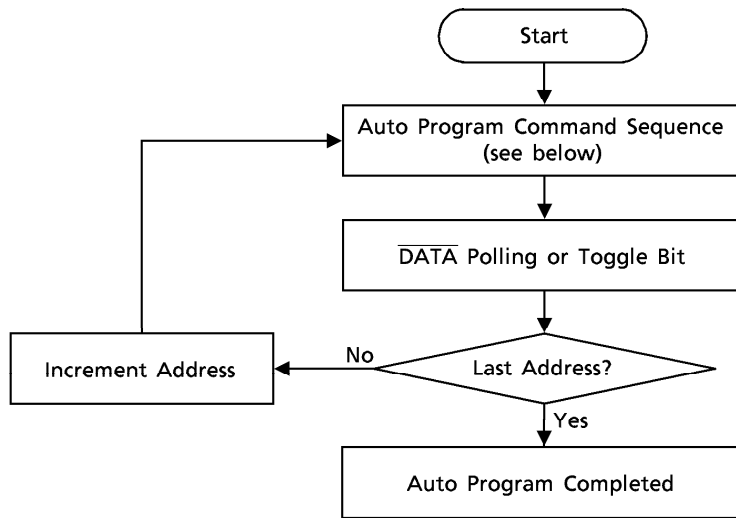 Start
Auto Program Command Sequence
(see below)
DATA Polling or Toggle Bit
Last Address?
No
Increment Address
Yes
Auto Program Completed